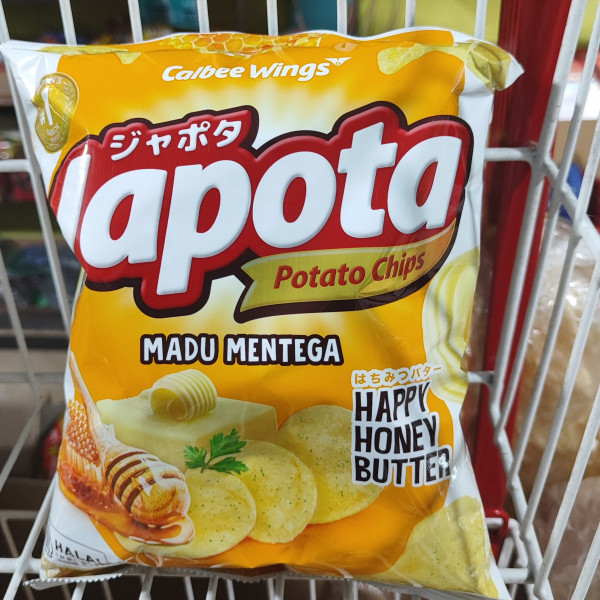 Calbee Wings
ジャポタ
Japota
Potato Chips
MADU MENTEGA
はちみつバター
HAPPY
HONEY
BUTTER
HALAL